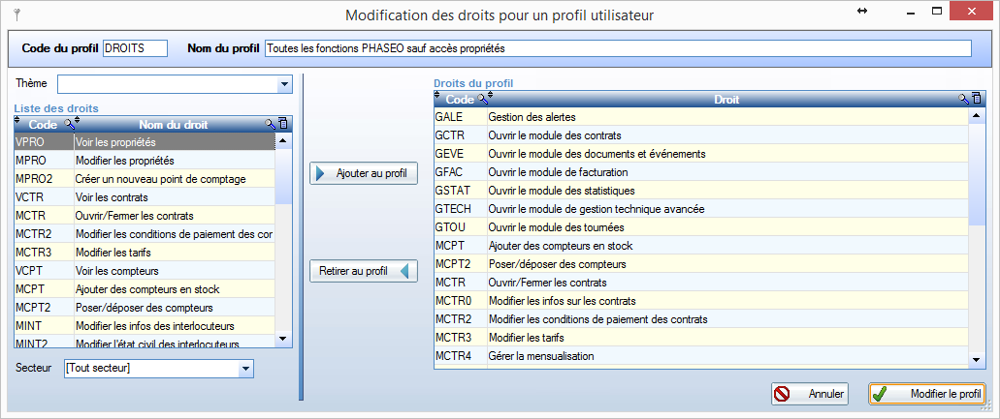 Modification des droits pour un profil utilisateur
Code du profil DROITS Nom du profil Toutes les fonctions PHASEO sauf accès propriétés
Thème
Liste des droits
Code Nom du droit
VPRO Voir les propriétés
MPRO Modifier les propriétés
MPRO2 Créer un nouveau point de comptage
VCTR Voir les contrats
MCTR Ouvrir/Fermer les contrats
MCTR2 Modifier les conditions de paiement des cor
MCTR3 Modifier les tarifs
VCPT Voir les compteurs
MCPT Ajouter des compteurs en stock
MCPT2 Poser/déposer des compteurs
MINT Modifier les infos des interlocuteurs
MINT2 Modifier l'état civil des interlocuteurs
Secteur [Tout secteur]
Ajouter au profil
Retirer au profil
Droits du profil
Code Droit
GALE Gestion des alertes
GCTR Ouvrir le module des contrats
GEVE Ouvrir le module des documents et événements
GFAC Ouvrir le module de facturation
GSTAT Ouvrir le module des statistiques
GTECH Ouvrir le module de gestion technique avancée
GTOU Ouvrir le module des tournées
MCPT Ajouter des compteurs en stock
MCPT2 Poser/déposer des compteurs
MCTR Ouvrir/Fermer les contrats
MCTR0 Modifier les infos sur les contrats
MCTR2 Modifier les conditions de paiement des contrats
MCTR3 Modifier les tarifs
MCTR4 Gérer la mensualisation
Annuler Modifier le profil